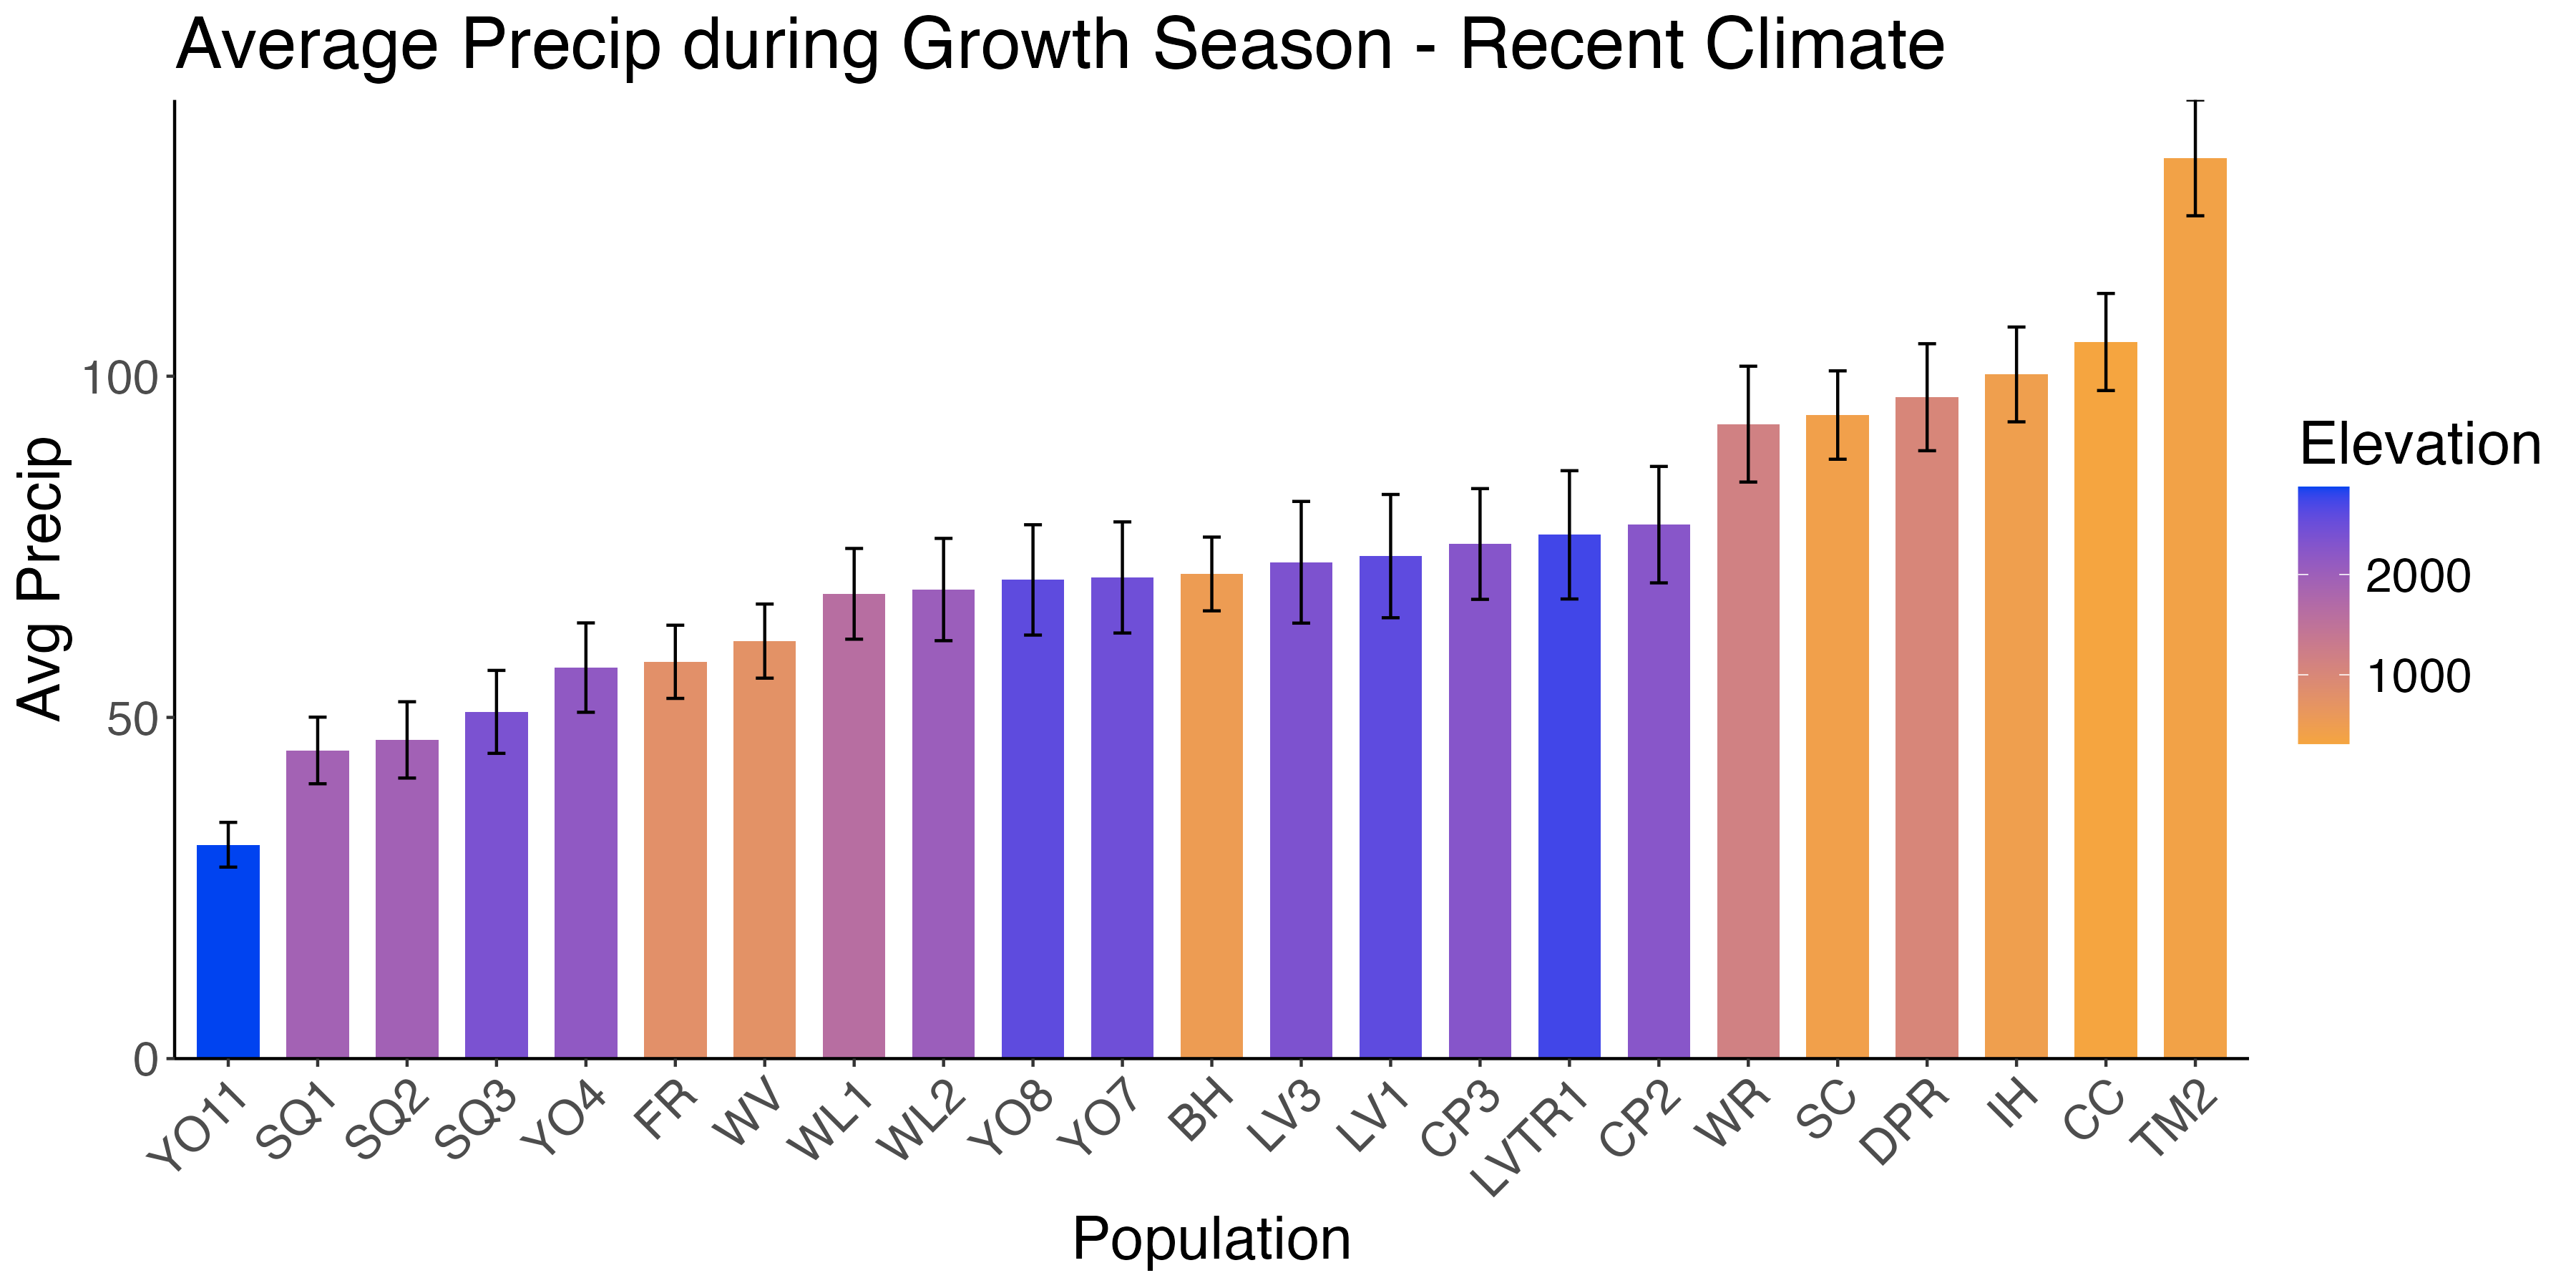 Average Precip during Growth Season - Recent Climate
Avg Precip
100
50
0
YO11
SQ1
SQ2
SQ3
YO4
FR
WV
WL1
WL2
YO8
YO7
BH
LV3
LV1
CP3
LVTR1
CP2
WR
SC
DPR
IH
CC
TM2
Population
Elevation
2000
1000